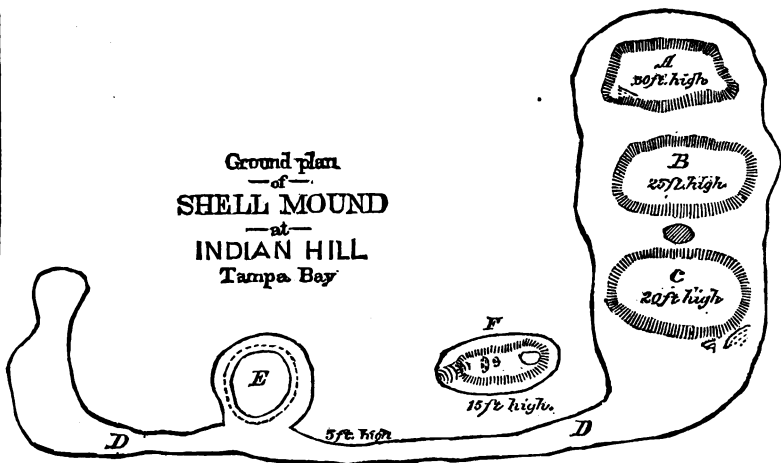 Ground plan
—of—
SHELL MOUND
—at—
INDIAN HILL
Tampa Bay
A
30ft. high
B
25ft. high
C
20ft high
F
15ft high.
E
D
5ft. high
D